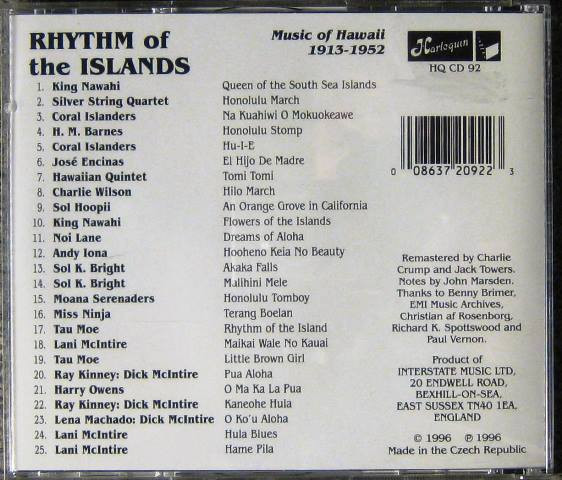 RHYTHM of
the ISLANDS
Music of Hawaii
1913-1952
Harlequin
HQ CD 92
1. King Nawahi Queen of the South Sea Islands
2. Silver String Quartet Honolulu March
3. Coral Islanders Na Kuahiwi O Mokuokeawe
4. H. M. Barnes Honolulu Stomp
5. Coral Islanders Hu-I-E
6. José Encinas El Hijo De Madre
7. Hawaiian Quintet Tomi Tomi
8. Charlie Wilson Hilo March
9. Sol Hoopii An Orange Grove in California
10. King Nawahi Flowers of the Islands
11. Noi Lane Dreams of Aloha
12. Andy Iona Hooheno Keia No Beauty
13. Sol K. Bright Akaka Falls
14. Sol K. Bright Malihini Mele
15. Moana Serenaders Honolulu Tomboy
16. Miss Ninja Terang Boelan
17. Tau Moe Rhythm of the Island
18. Lani McIntire Maikai Wale No Kauai
19. Tau Moe Little Brown Girl
20. Ray Kinney: Dick McIntire Pua Aloha
21. Harry Owens O Ma Ka La Pua
22. Ray Kinney: Dick McIntire Kaneohe Hula
23. Lena Machado: Dick McIntire O Ko'u Aloha
24. Lani McIntire Hula Blues
25. Lani McIntire Hame Pila
0 08637 20922 3
Remastered by Charlie
Crump and Jack Towers.
Notes by John Marsden.
Thanks to Benny Brimer,
EMI Music Archives,
Christian af Rosenborg,
Richard K. Spottswood and
Paul Vernon.
Product of
INTERSTATE MUSIC LTD,
20 ENDWELL ROAD,
BEXHILL-ON-SEA,
EAST SUSSEX TN40 1EA.
ENGLAND
© 1996 ℗ 1996
Made in the Czech Republic